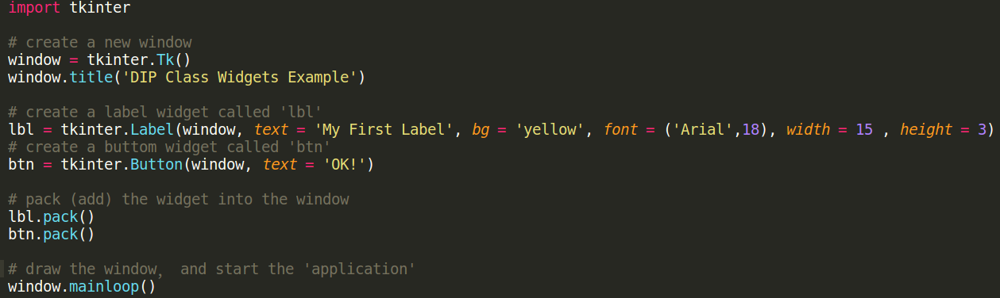 import tkinter
# create a new window
window = tkinter.Tk()
window.title('DIP Class Widgets Example')
# create a label widget called 'lbl'
lbl = tkinter.Label(window, text = 'My First Label', bg = 'yellow', font = ('Arial',18), width = 15 , height = 3)
# create a buttom widget called 'btn'
btn = tkinter.Button(window, text = 'OK!')
# pack (add) the widget into the window
lbl.pack()
btn.pack()
# draw the window， and start the 'application'
window.mainloop()